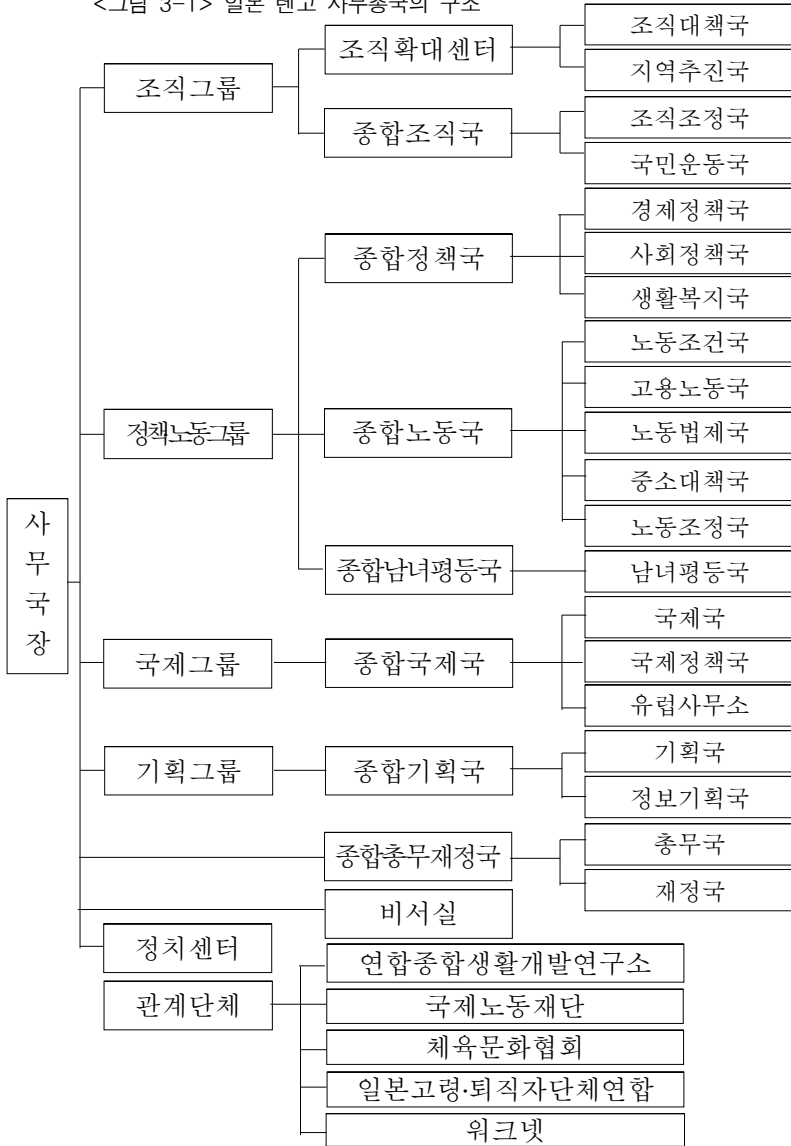 <그림 3-1> 일본 렌고 사무총국의 구조
사무국장
조직그룹
조직확대센터
조직대책국
지역추진국
종합조직국
조직조정국
국민운동국
정책노동그룹
종합정책국
경제정책국
사회정책국
생활복지국
종합노동국
노동조건국
고용노동국
노동법제국
중소대책국
노동조정국
종합남녀평등국
남녀평등국
국제그룹
종합국제국
국제국
국제정책국
유럽사무소
기획그룹
종합기획국
기획국
정보기획국
종합총무재정국
총무국
재정국
비서실
정치센터
관계단체
연합종합생활개발연구소
국제노동재단
체육문화협회
일본고령·퇴직자단체연합
워크넷